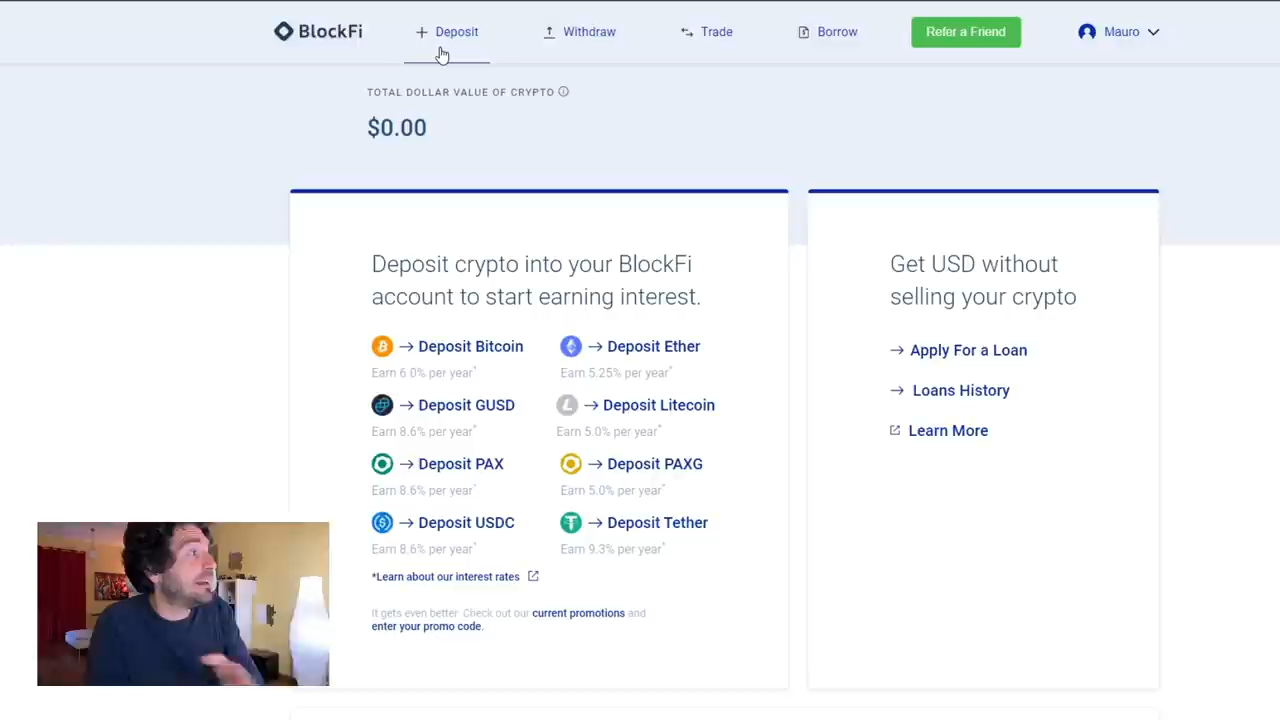 BlockFi
Deposit
Withdraw
Trade
Borrow
Refer a Friend
Mauro
TOTAL DOLLAR VALUE OF CRYPTO
$0.00
Deposit crypto into your BlockFi
account to start earning interest.
→ Deposit Bitcoin
Earn 6.0% per year*
→ Deposit Ether
Earn 5.25% per year*
→ Deposit GUSD
Earn 8.6% per year*
→ Deposit Litecoin
Earn 5.0% per year*
→ Deposit PAX
Earn 8.6% per year*
→ Deposit PAXG
Earn 5.0% per year*
→ Deposit USDC
Earn 8.6% per year*
→ Deposit Tether
Earn 9.3% per year*
*Learn about our interest rates
It gets even better. Check out our current promotions and
enter your promo code.
Get USD without
selling your crypto
→ Apply For a Loan
→ Loans History
Learn More